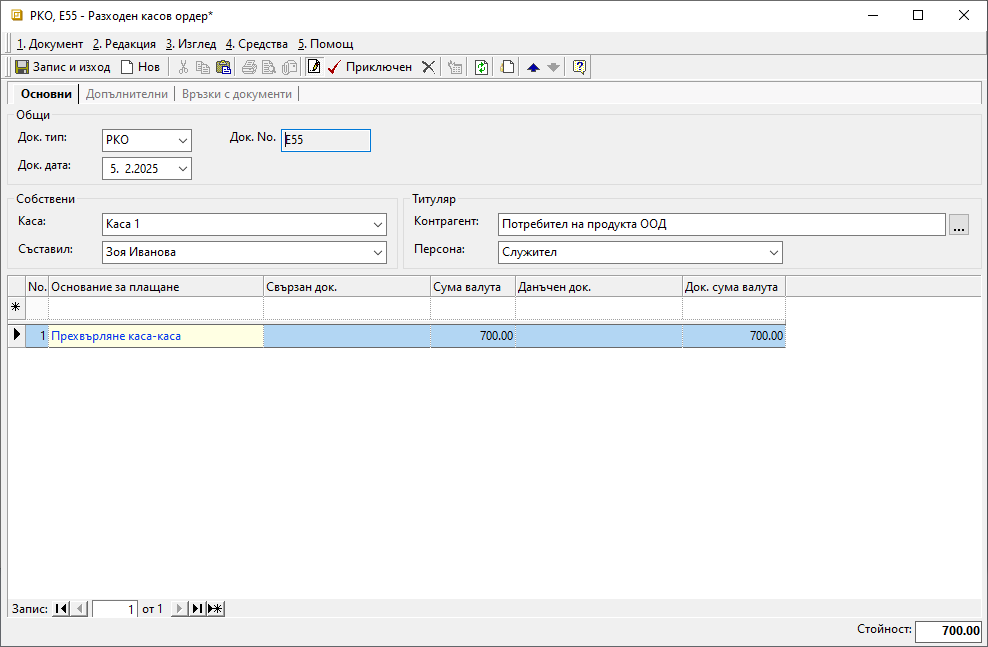 РКО, E55 - Разходен касов ордер*
1. Документ 2. Редакция 3. Изглед 4. Средства 5. Помощ
Запис и изход Нов Приключен
Основни Допълнителни Връзки с документи
Общи
Док. тип: РКО Док. No. E55
Док. дата: 5. 2.2025
Собствени Титуляр
Каса: Каса 1 Контрагент: Потребител на продукта ООД ...
Съставил: Зоя Иванова Персона: Служител
No. Основание за плащане Свързан док. Сума валута Данъчен док. Док. сума валута
1 Прехвърляне каса-каса 700.00 700.00
Запис: 1 от 1
Стойност: 700.00